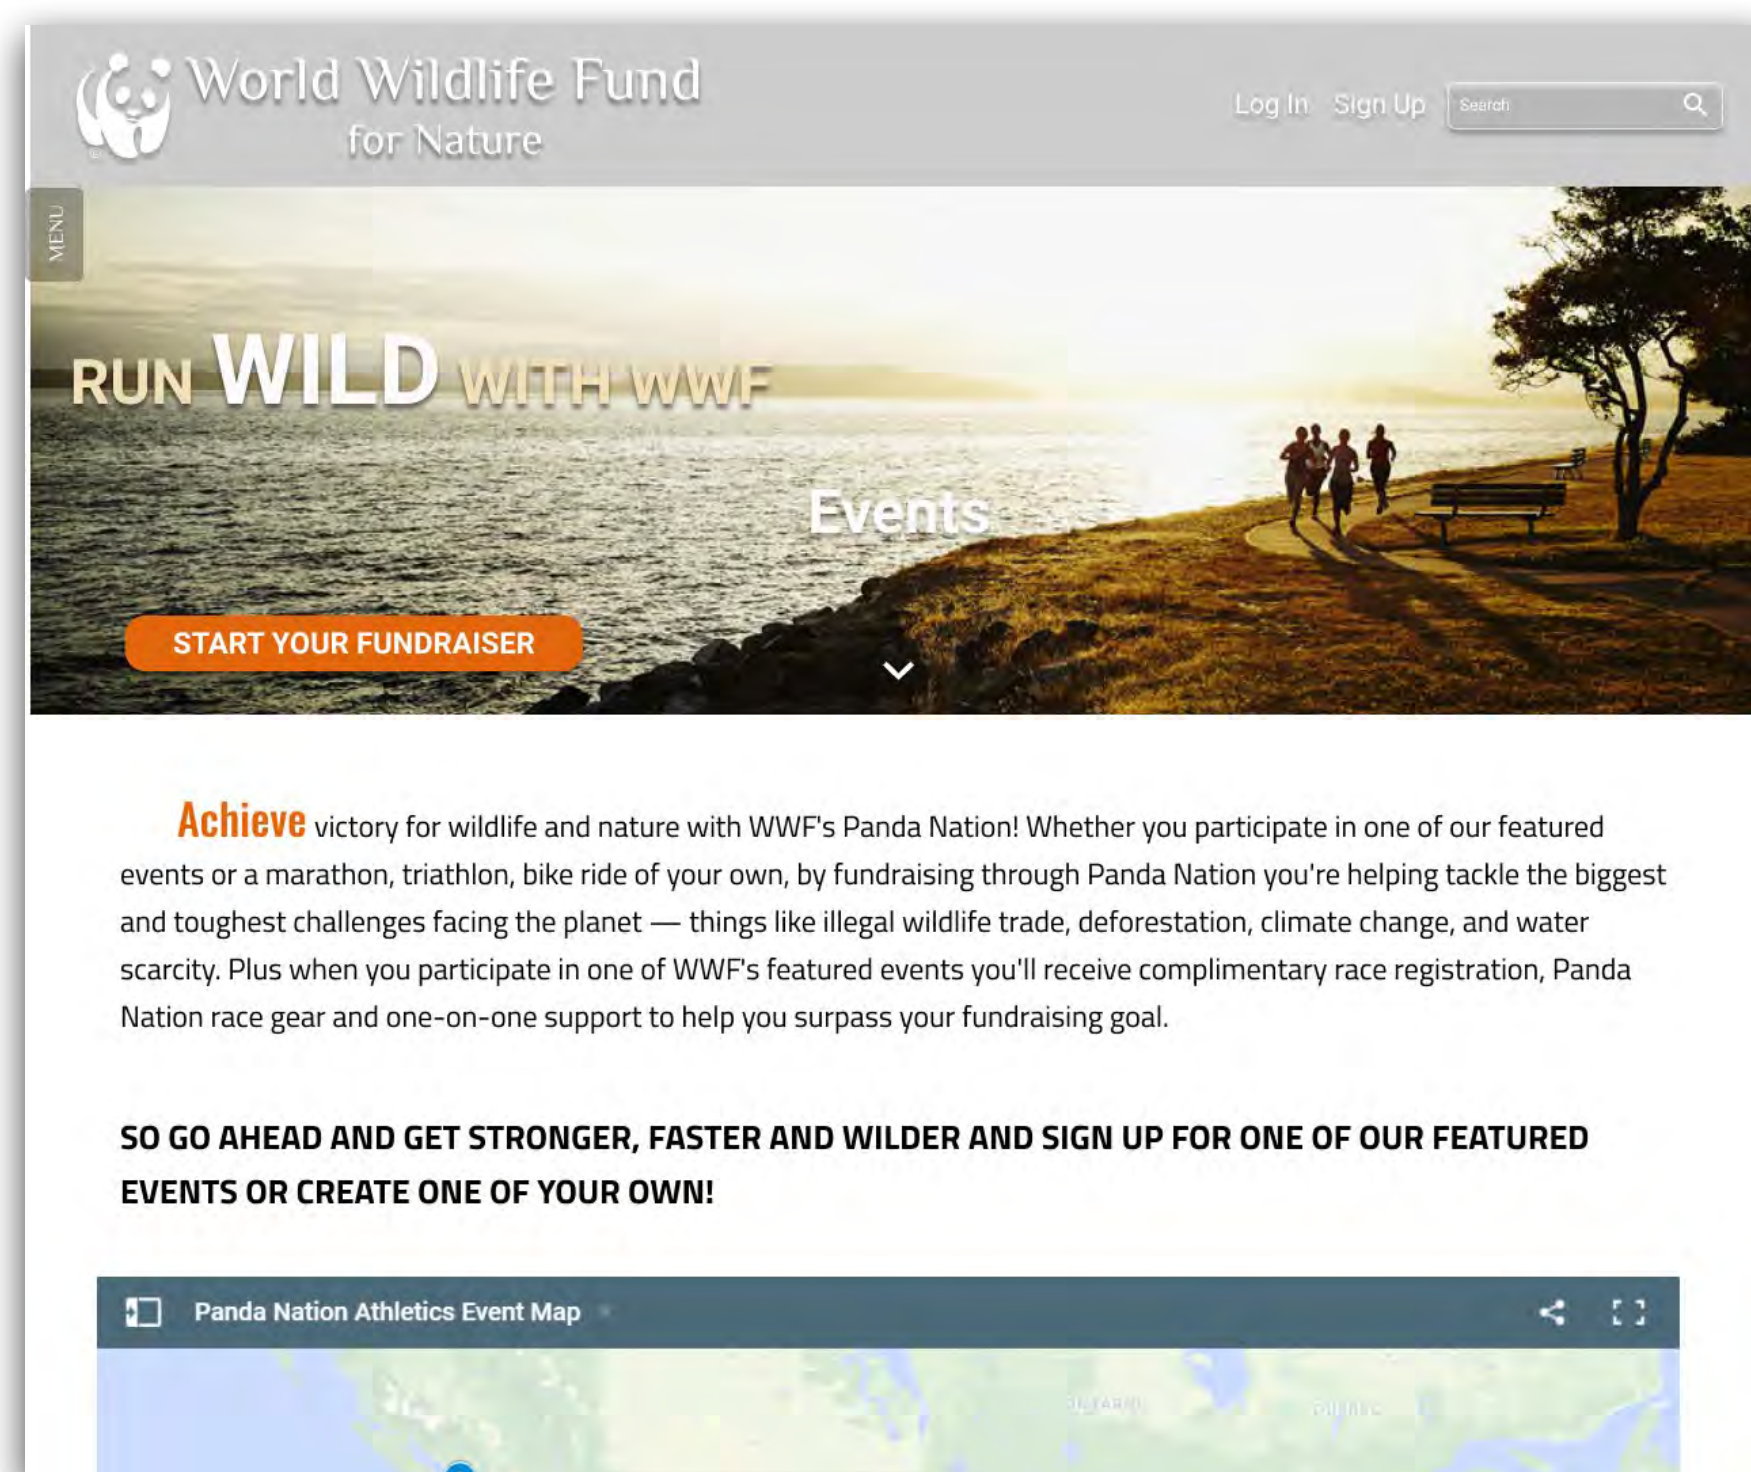 World Wildlife Fund
for Nature
Log In Sign Up Search
MENU
RUN WILD WITH WWF
Events
START YOUR FUNDRAISER
Achieve victory for wildlife and nature with WWF's Panda Nation! Whether you participate in one of our featured
events or a marathon, triathlon, bike ride of your own, by fundraising through Panda Nation you're helping tackle the biggest
and toughest challenges facing the planet — things like illegal wildlife trade, deforestation, climate change, and water
scarcity. Plus when you participate in one of WWF's featured events you'll receive complimentary race registration, Panda
Nation race gear and one-on-one support to help you surpass your fundraising goal.
SO GO AHEAD AND GET STRONGER, FASTER AND WILDER AND SIGN UP FOR ONE OF OUR FEATURED
EVENTS OR CREATE ONE OF YOUR OWN!
Panda Nation Athletics Event Map
ONTARIO